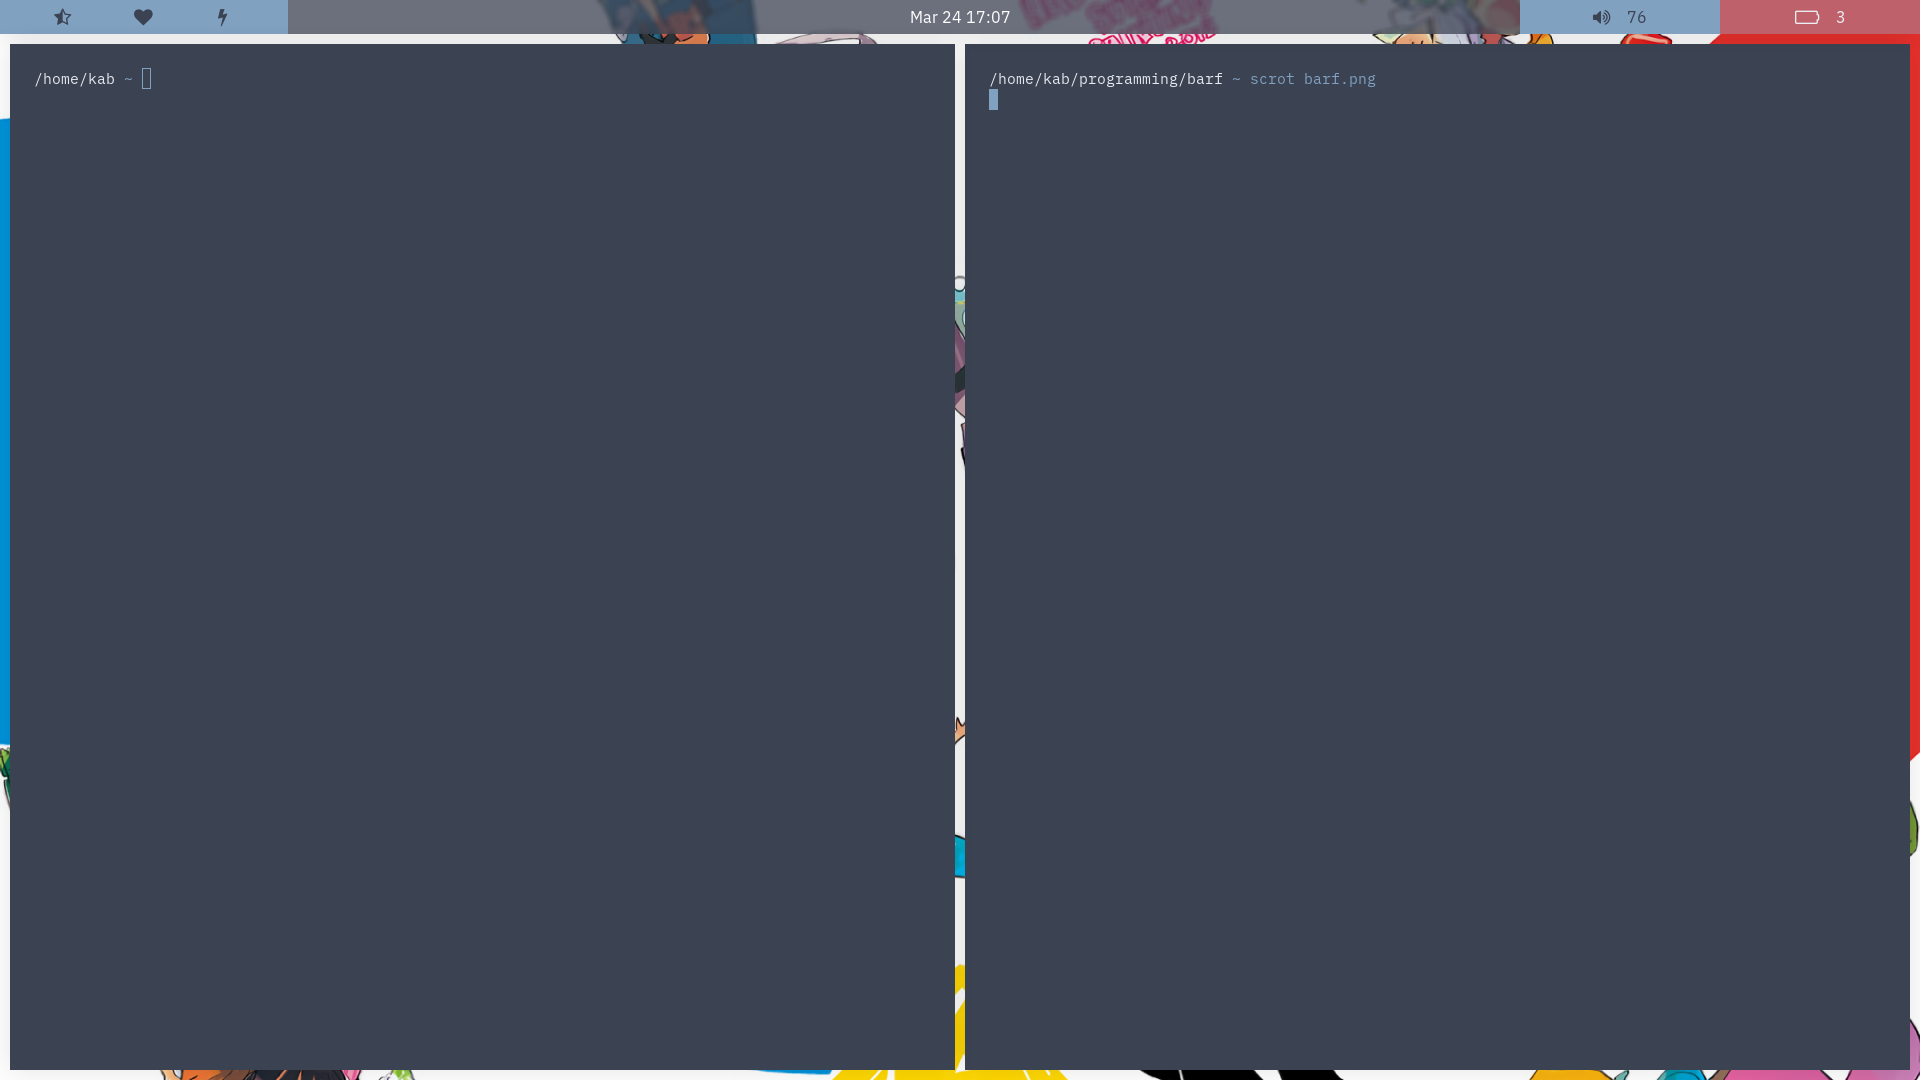 Mar 24 17:07
76
3
/home/kab ~
/home/kab/programming/barf ~ scrot barf.png